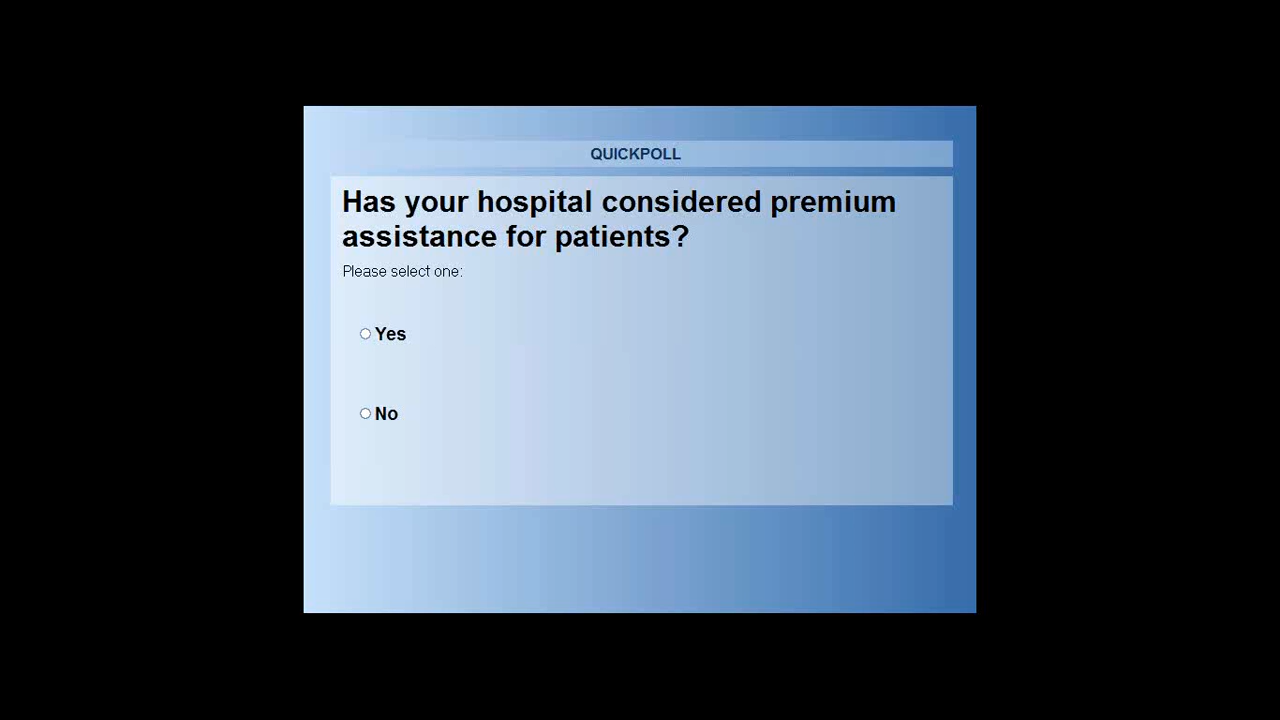 QUICKPOLL
Has your hospital considered premium
assistance for patients?
Please select one:
Yes
No